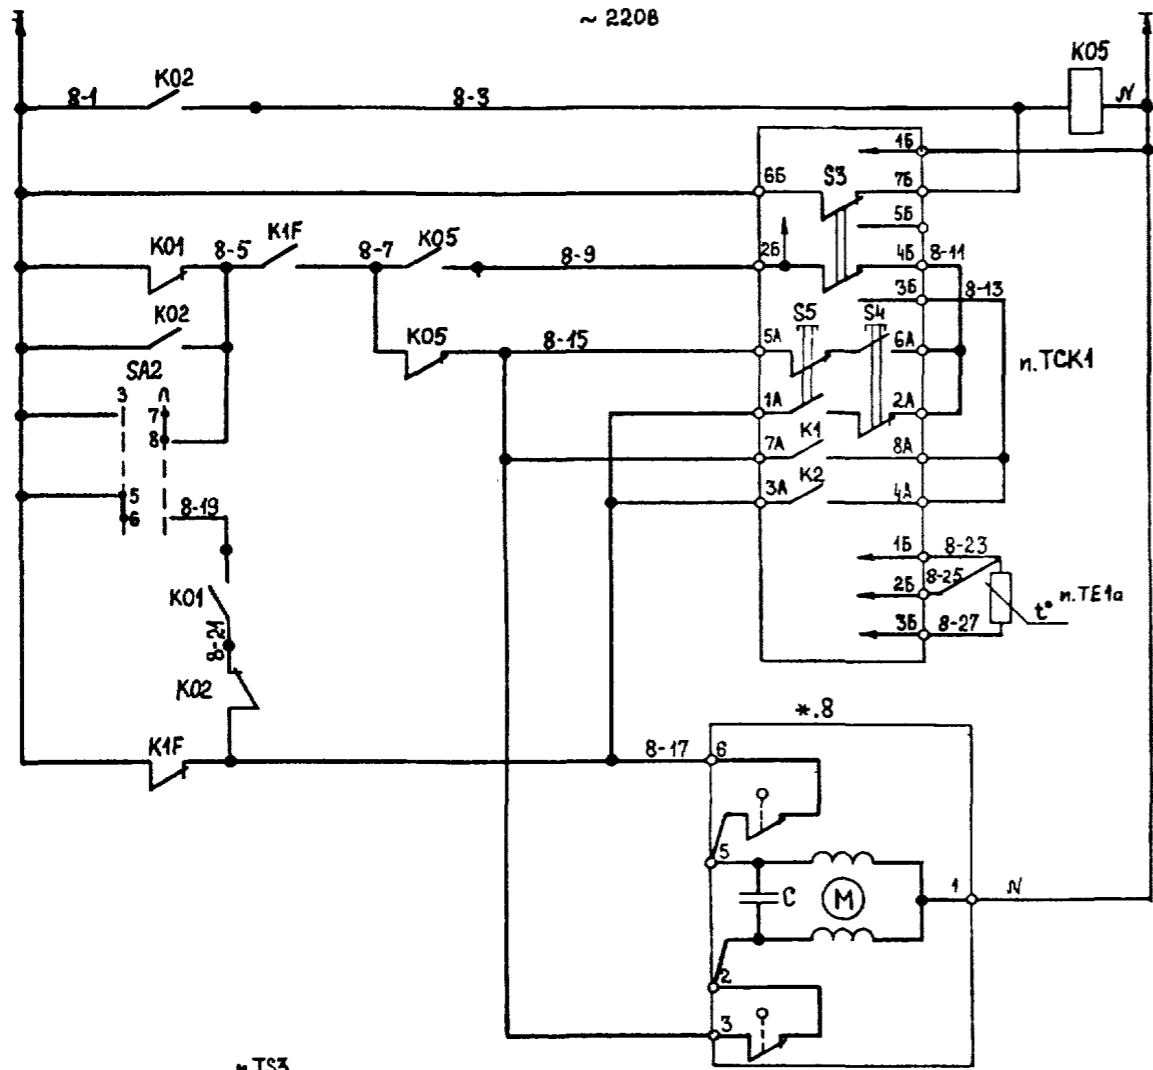 ~ 220В
8-1
К02
8-3
К05
N
1Б
6Б
S3
7Б
5Б
К01
8-5
К1F
8-7
К05
8-9
2Б
4Б
8-11
3Б
8-13
К02
К05
8-15
5А
S5
S4
6А
п.ТСК1
SA2
З
Л
7
8
1А
2А
К1
7А
8А
К2
3А
4А
5
6
8-19
1Б
8-23
2Б
8-25
t°
п.ТЕ1а
3Б
8-27
К01
8-21
К02
*.8
К1F
8-17
6
5
С
М
1
N
2
3
п.TS3